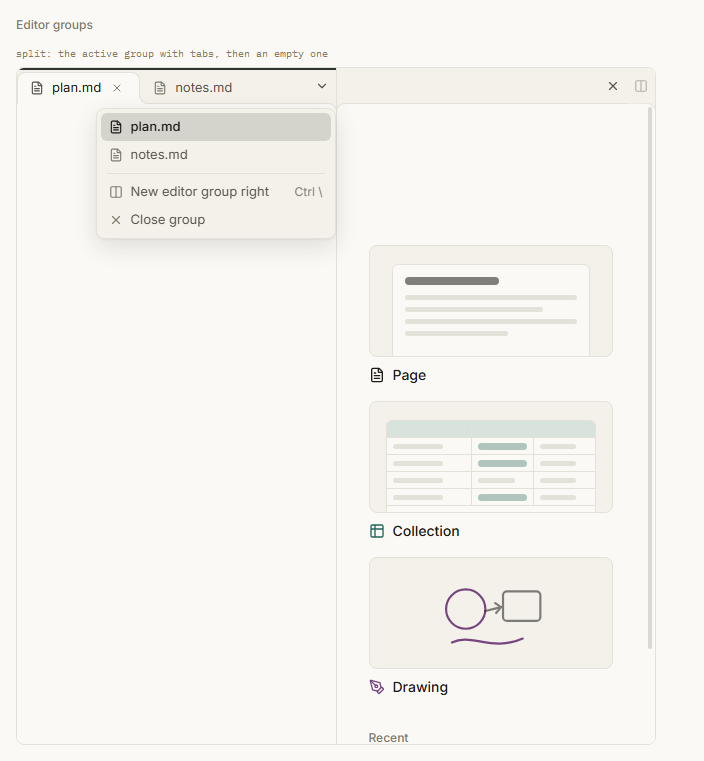 Editor groups
split: the active group with tabs, then an empty one
plan.md
notes.md
plan.md
notes.md
New editor group right Ctrl \
Close group
Page
Collection
Drawing
Recent